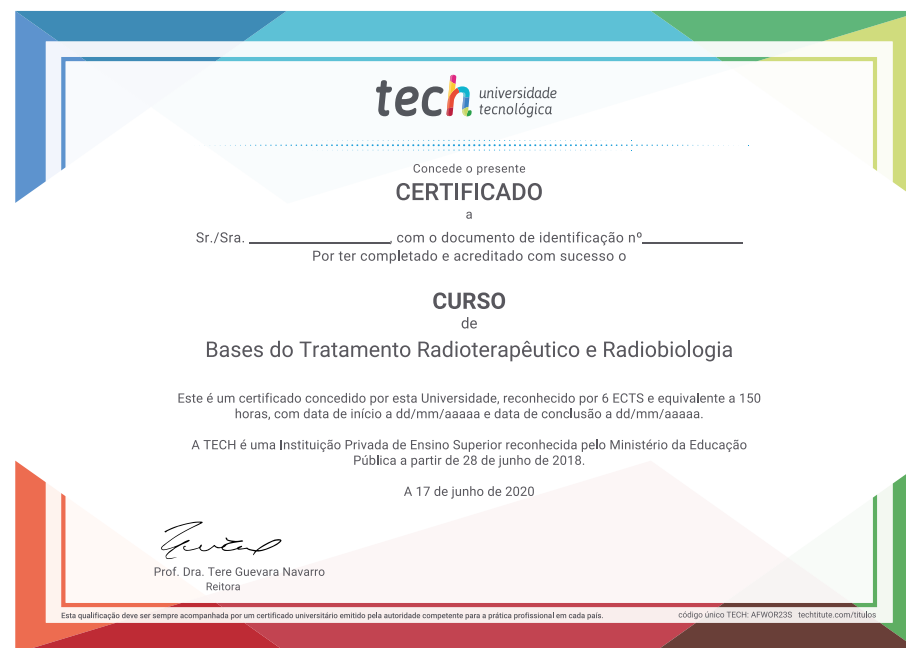 tech universidade
tecnológica
Concede o presente
CERTIFICADO
a
Sr./Sra. ___________________, com o documento de identificação nº______________
Por ter completado e acreditado com sucesso o
CURSO
de
Bases do Tratamento Radioterapêutico e Radiobiologia
Este é um certificado concedido por esta Universidade, reconhecido por 6 ECTS e equivalente a 150
horas, com data de início a dd/mm/aaaaa e data de conclusão a dd/mm/aaaaa.
A TECH é uma Instituição Privada de Ensino Superior reconhecida pelo Ministério da Educação
Pública a partir de 28 de junho de 2018.
A 17 de junho de 2020
Prof. Dra. Tere Guevara Navarro
Reitora
Esta qualificação deve ser sempre acompanhada por um certificado universitário emitido pela autoridade competente para a prática profissional em cada país.
código único TECH: AFWOR23S techtitute.com/titulos